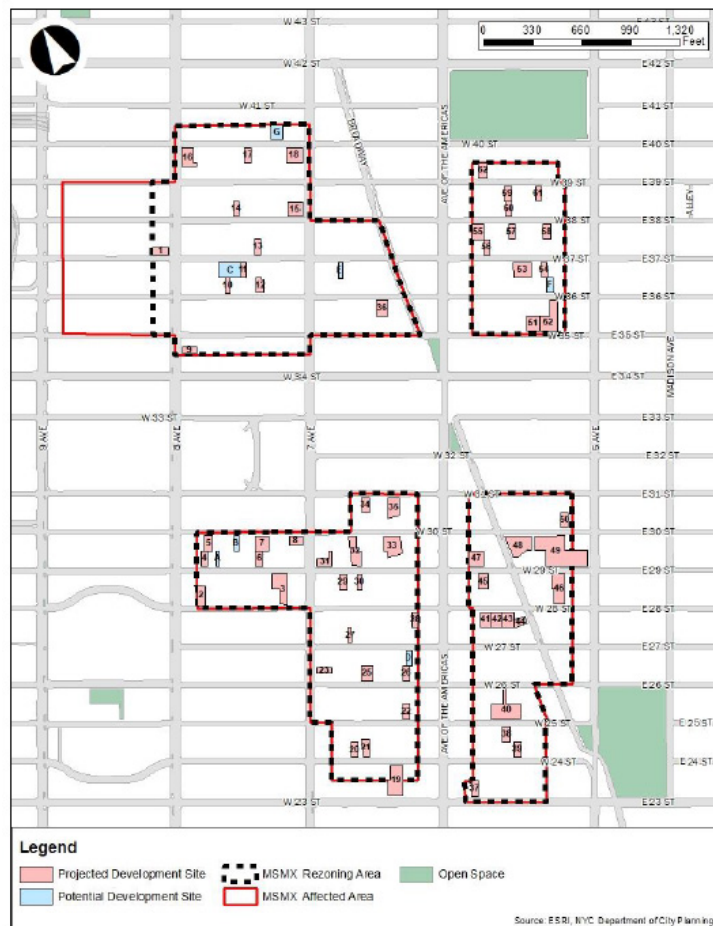 W 43 ST
E 43 ST
0 330 660 990 1,320
Feet
W 42 ST
E 42 ST
W 41 ST
E 41 ST
BROADWAY
AVE OF THE AMERICAS
G
W 40 ST
E 40 ST
16
17
18
W 39 ST
E 39 ST
59
61
ALLEY
14
15
60
W 38 ST
E 38 ST
55
57
58
13
56
1
W 37 ST
E 37 ST
C
11
53
54
10
12
F
W 36 ST
E 36 ST
36
51
52
W 35 ST
E 35 ST
9
MADISON AVE
W 34 ST
E 34 ST
W 33 ST
E 33 ST
9 AVE
8 AVE
7 AVE
5 AVE
W 32 ST
E 32 ST
W 31 ST
E 31 ST
34
50
W 30 ST
E 30 ST
5
B
7
8
33
48
49
4
A
6
31
32
47
W 29 ST
E 29 ST
2
3
29
30
45
46
W 28 ST
E 28 ST
41
42
43
27
W 27 ST
E 27 ST
D
(23)
25
26
W 26 ST
E 26 ST
22
40
W 25 ST
E 25 ST
20
21
38
39
AVE OF THE AMERICAS
W 24 ST
E 24 ST
19
37
W 23 ST
E 23 ST
Legend
Projected Development Site
MSMX Rezoning Area
Open Space
Potential Development Site
MSMX Affected Area
Source: ESRI, NYC Department of City Planning